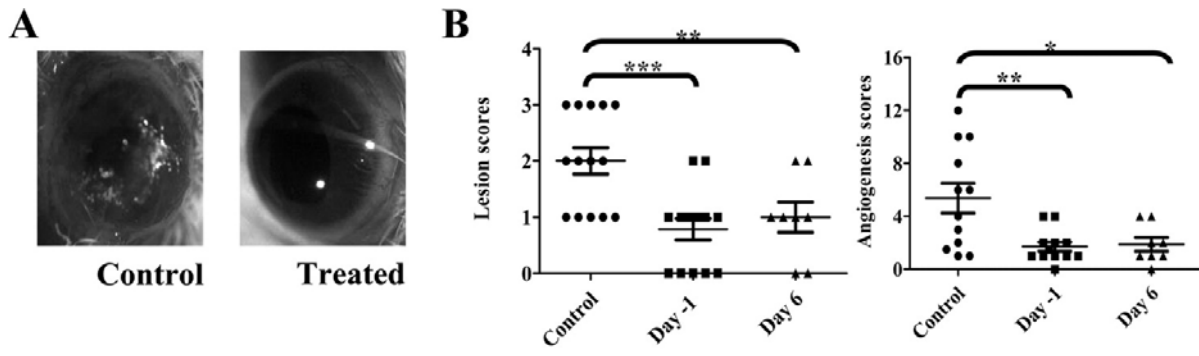 A
Control
Treated
B
Lesion scores
4
3
2
1
0
**
***
Control
Day -1
Day 6
Angiogenesis scores
16
12
8
4
0
*
**
Control
Day -1
Day 6